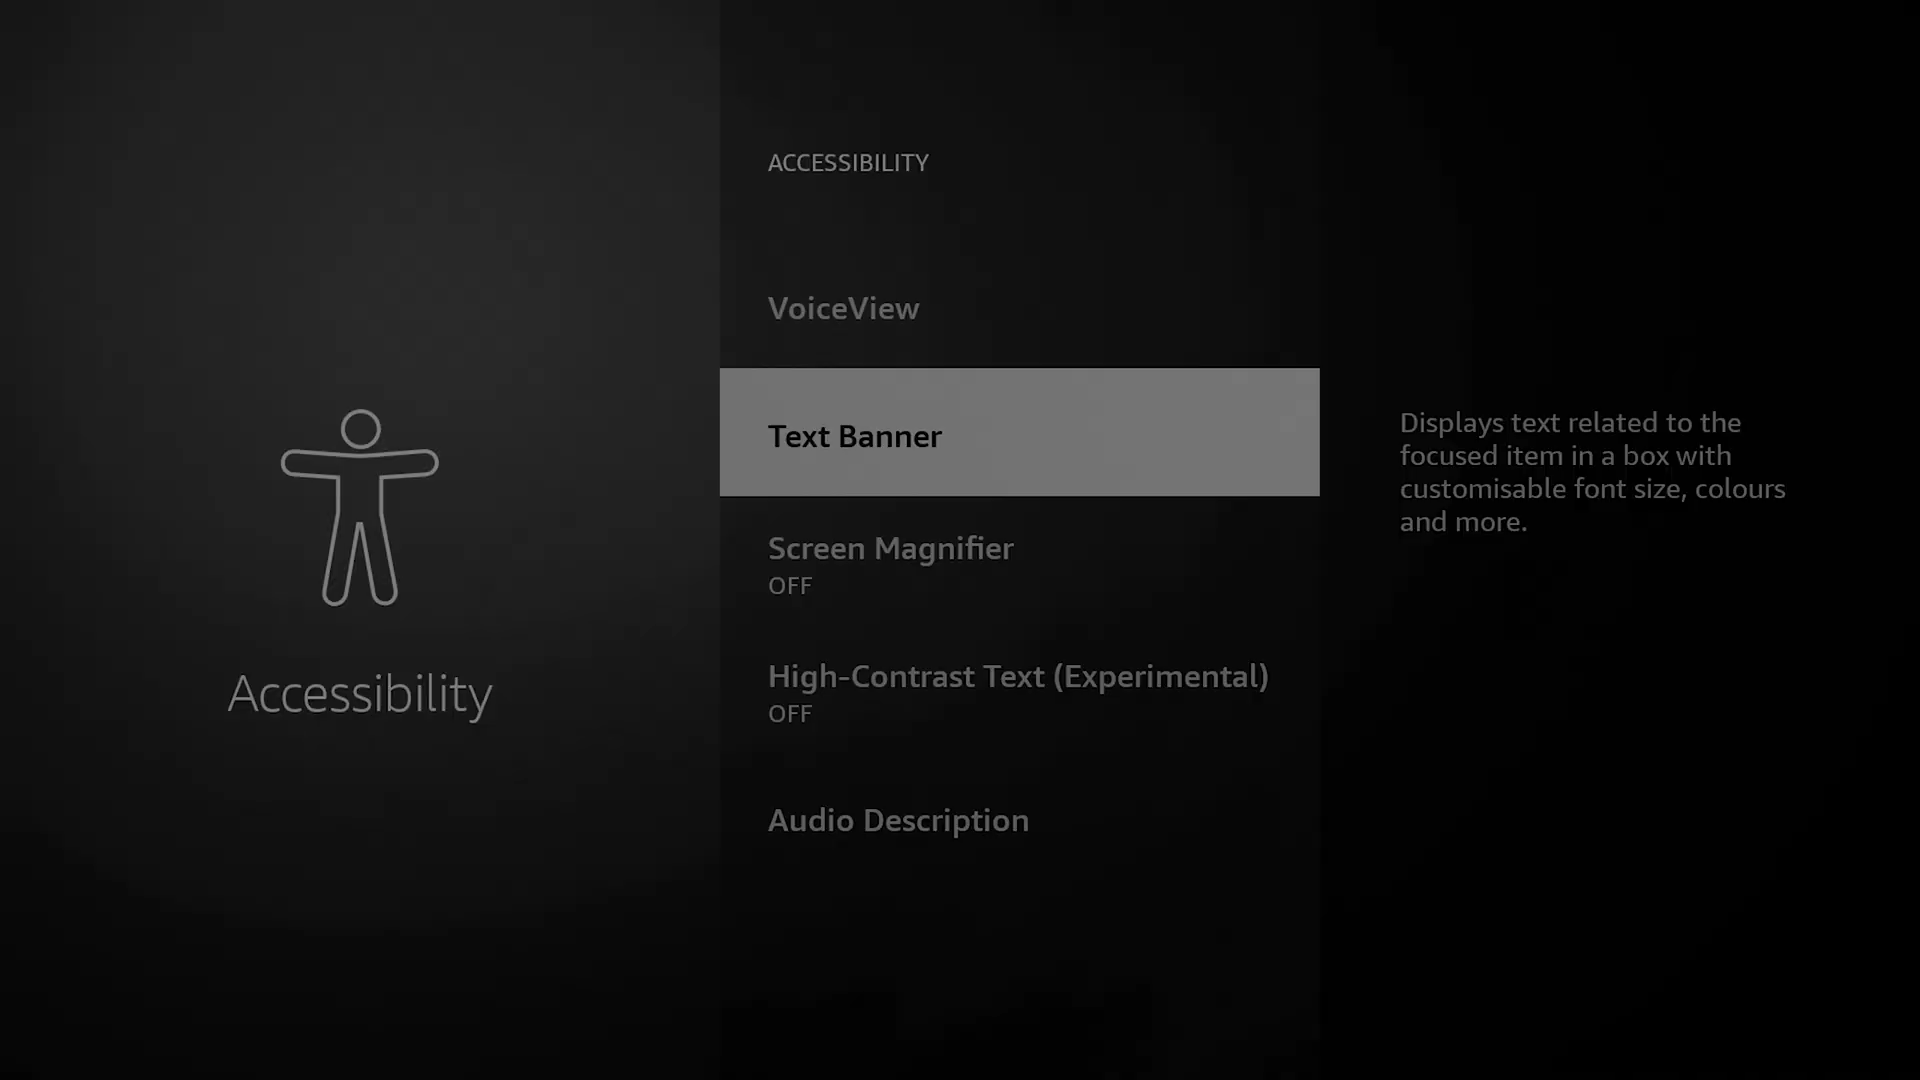 ACCESSIBILITY
VoiceView
Text Banner
Screen Magnifier
OFF
High-Contrast Text (Experimental)
OFF
Audio Description
Accessibility
Displays text related to the
focused item in a box with
customisable font size, colours
and more.